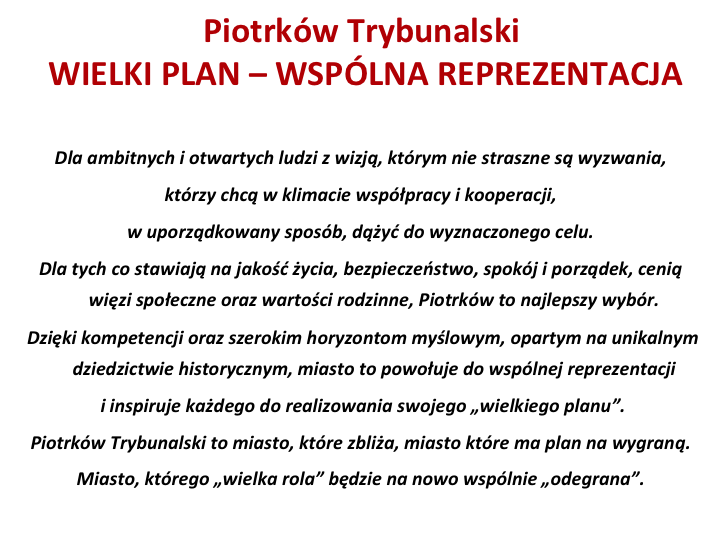 Piotrków Trybunalski
WIELKI PLAN – WSPÓLNA REPREZENTACJA
Dla ambitnych i otwartych ludzi z wizją, którym nie straszne są wyzwania,
którzy chcą w klimacie współpracy i kooperacji,
w uporządkowany sposób, dążyć do wyznaczonego celu.
Dla tych co stawiają na jakość życia, bezpieczeństwo, spokój i porządek, cenią
więzi społeczne oraz wartości rodzinne, Piotrków to najlepszy wybór.
Dzięki kompetencji oraz szerokim horyzontom myślowym, opartym na unikalnym
dziedzictwie historycznym, miasto to powołuje do wspólnej reprezentacji
i inspiruje każdego do realizowania swojego „wielkiego planu”.
Piotrków Trybunalski to miasto, które zbliża, miasto które ma plan na wygraną.
Miasto, którego „wielka rola” będzie na nowo wspólnie „odegrana”.